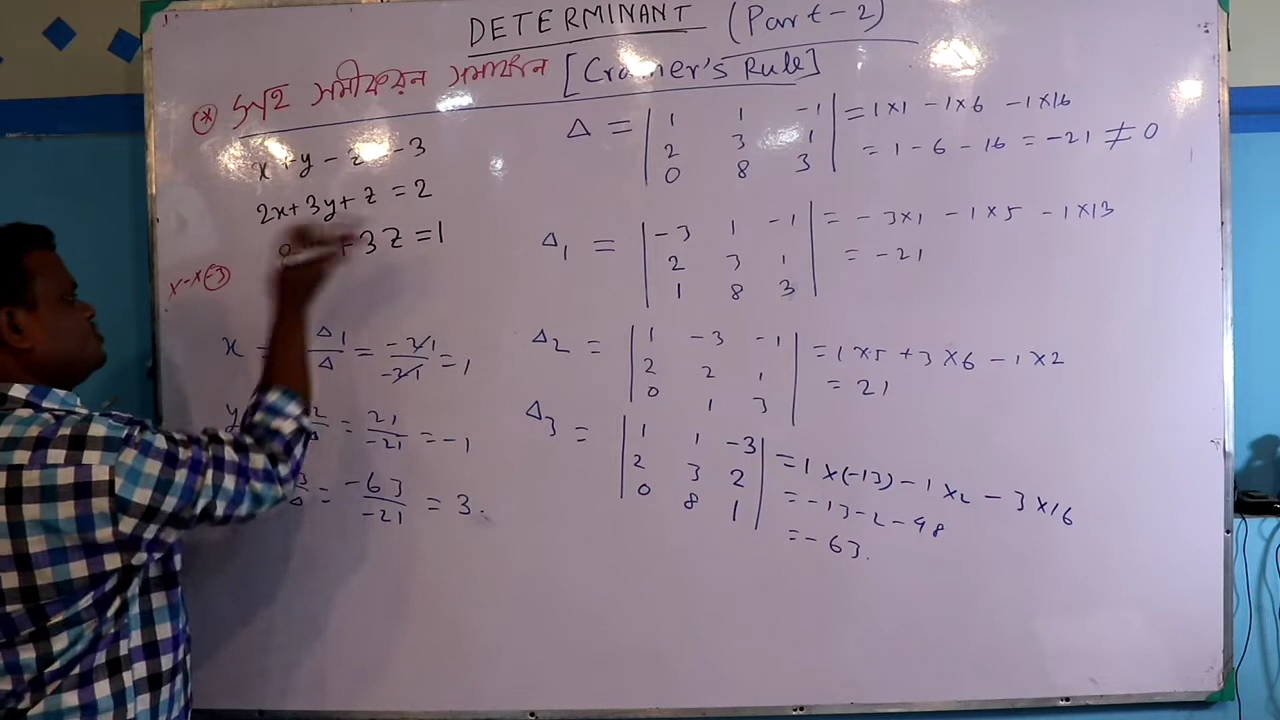 DETERMINANT (Part-2)
সহ সমীকরন সমাধান [Cramer's Rule]
x + y - z = -3
2x + 3y + z = 2
+ 3z = 1
Δ = | 1 1 -1 | = 1×1 - 1×6 - 1×16
| 2 3 1 | = 1 - 6 - 16 = -21 ≠ 0
| 0 8 3 |
Δ1 = | -3 1 -1 | = -3×1 - 1×5 - 1×13
| 2 3 1 | = -21
| 1 8 3 |
x = Δ1/Δ = -21/-21 = 1
= 21/-21 = -1
= -63/-21 = 3.
Δ2 = | 1 -3 -1 | = 1×5 + 3×6 - 1×2
| 2 2 1 | = 21
| 0 1 3 |
Δ3 = | 1 1 -3 | = 1×(-13) - 1×2 - 3×16
| 2 3 2 | = -13-2-48
| 0 8 1 | = -63.